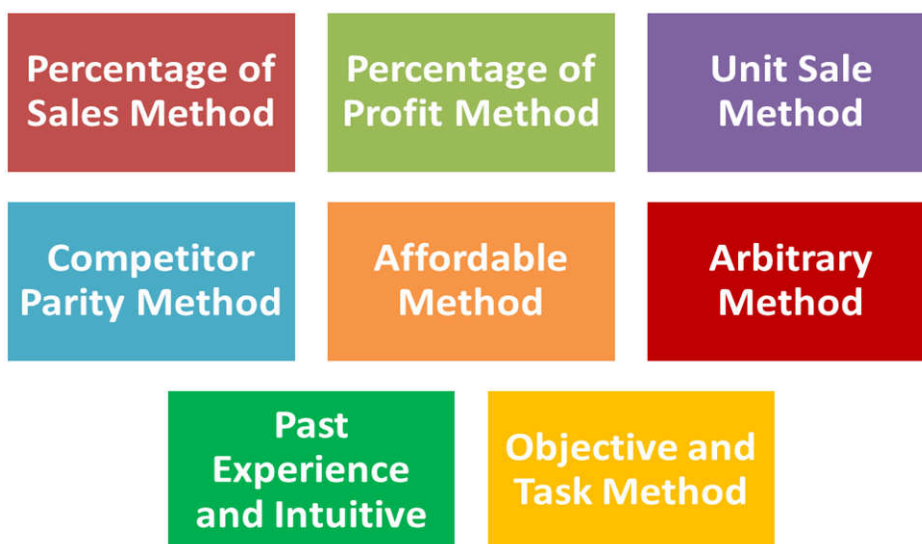 Percentage of
Sales Method
Percentage of
Profit Method
Unit Sale
Method
Competitor
Parity Method
Affordable
Method
Arbitrary
Method
Past
Experience
and Intuitive
Objective and
Task Method